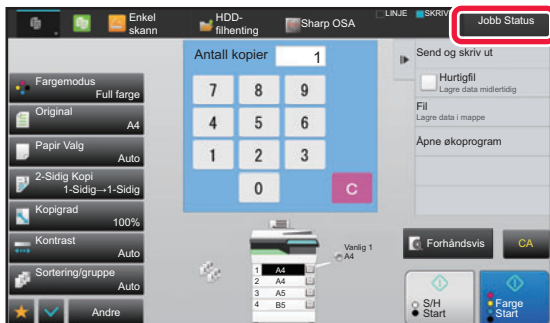 Enkel
skann
HDD-
filhenting
Sharp OSA
LINJE
SKRIV
Jobb Status
Antall kopier
1
7 8 9
4 5 6
1 2 3
0 C
Fargemodus
Full farge
Original
A4
Papir Valg
Auto
2-Sidig Kopi
1-Sidig→1-Sidig
Kopigrad
100%
Kontrast
Auto
Sortering/gruppe
Auto
Andre
Vanlig 1
A4
1 A4
2 A4
3 A5
4 B5
Send og skriv ut
Hurtigfil
Lagre data midlertidig
Fil
Lagre data i mappe
Åpne økoprogram
Forhåndsvis
CA
S/H
Start
Farge
Start